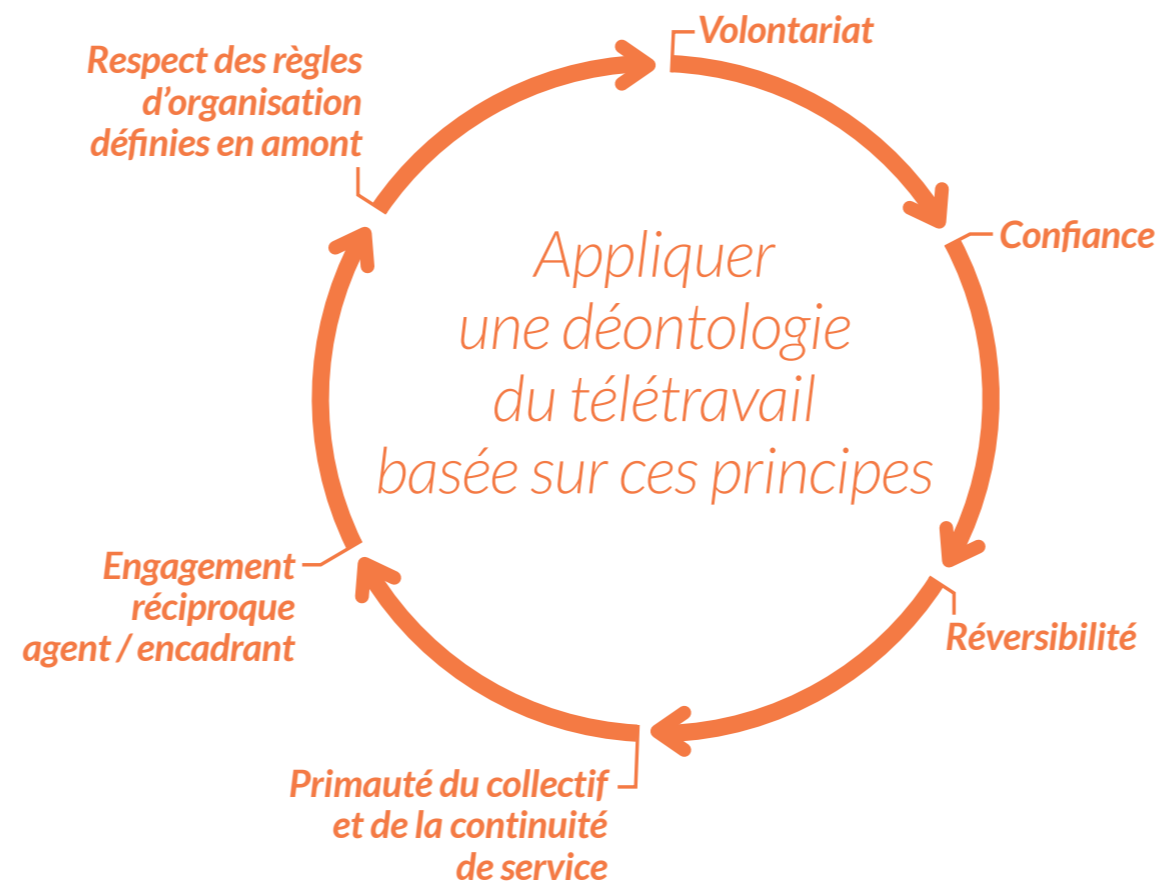 Volontariat
Confiance
Réversibilité
Primauté du collectif
et de la continuité
de service
Engagement
réciproque
agent / encadrant
Respect des règles
d’organisation
définies en amont
Appliquer
une déontologie
du télétravail
basée sur ces principes